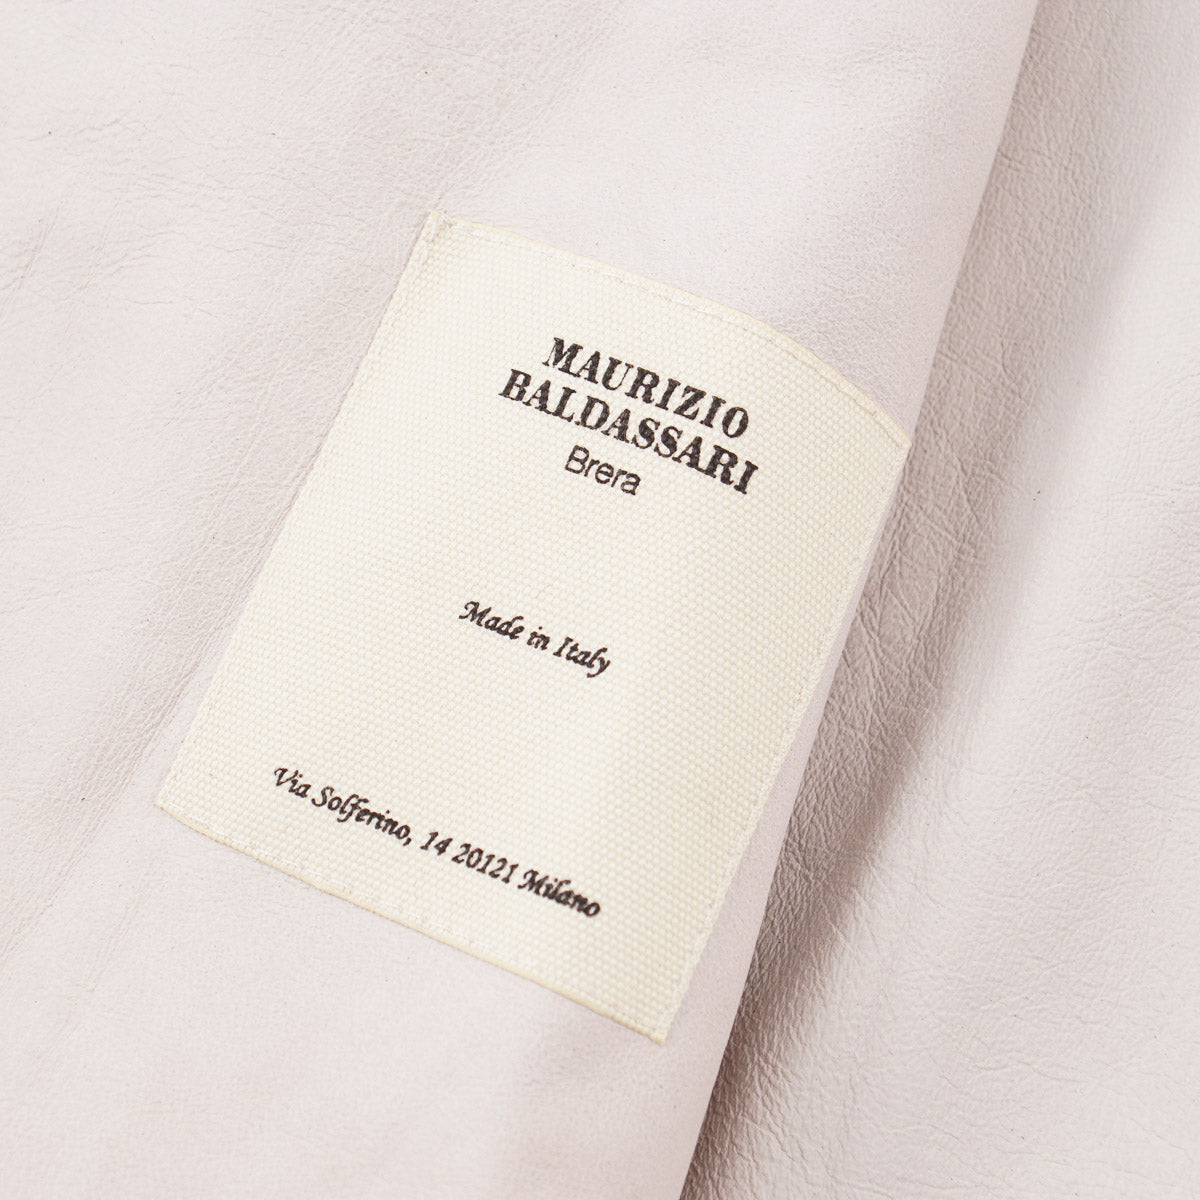 MAURIZIO
BALDASSARI
Brera
Made in Italy
Via Solferino, 14 20121 Milano